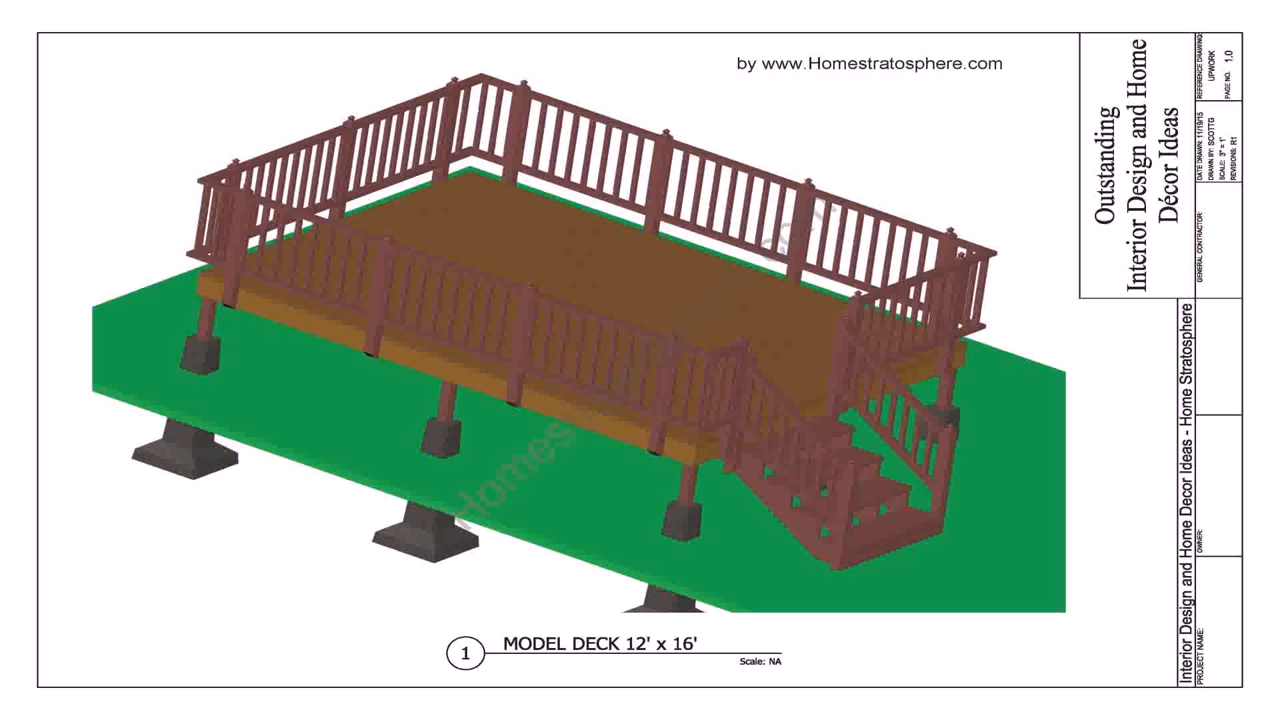 by www.Homestratosphere.com
Outstanding
Interior Design and Home
Décor Ideas
REFERENCE DRAWING:
UPWORK
PAGE NO. 1.0
DATE DRAWN: 11/19/15
DRAWN BY: SCOTTG
SCALE: 3" = 1'
REVISIONS: R1
GENERAL CONTRACTOR:
OWNER:
PROJECT NAME:
Interior Design and Home Decor Ideas - Home Stratosphere
1
MODEL DECK 12' x 16'
Scale: NA